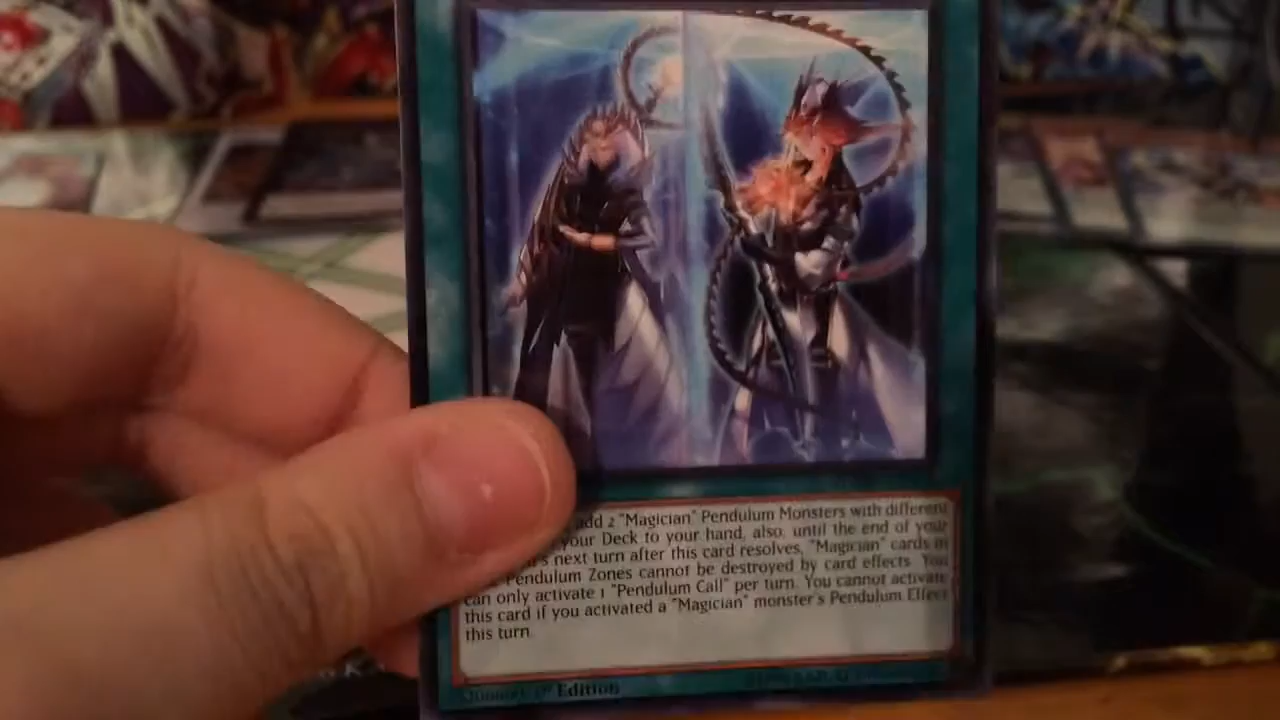 add 2 "Magician" Pendulum Monsters with different
your Deck to your hand, also, until the end of your
next turn after this card resolves, "Magician" cards in
Pendulum Zones cannot be destroyed by card effects. You
can only activate 1 "Pendulum Call" per turn. You cannot activate
this card if you activated a "Magician" monster's Pendulum Effect
this turn.
Edition